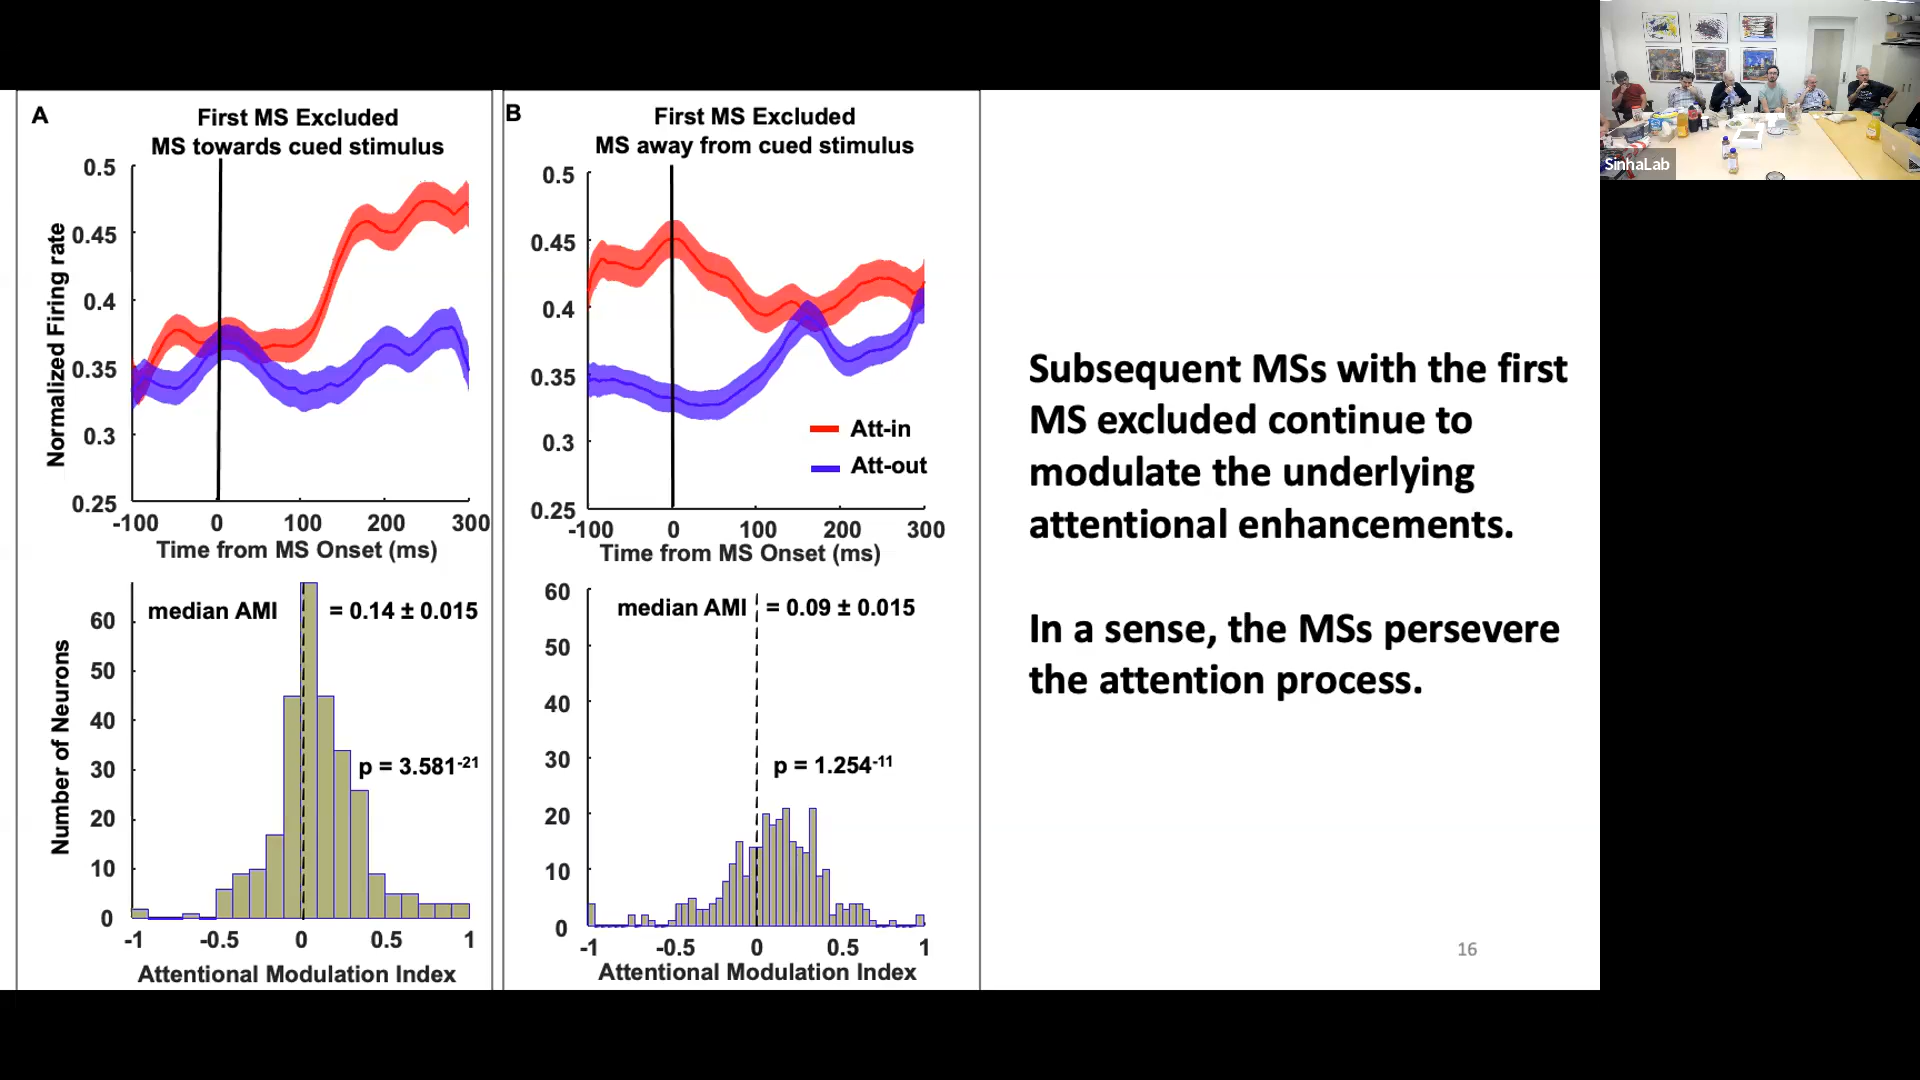 A
First MS Excluded
MS towards cued stimulus
0.5
0.45
0.4
0.35
0.3
0.25
Normalized Firing rate
-100 0 100 200 300
Time from MS Onset (ms)
60
50
40
30
20
10
0
Number of Neurons
median AMI = 0.14 ± 0.015
p = 3.581-21
-1 -0.5 0 0.5 1
Attentional Modulation Index
B
First MS Excluded
MS away from cued stimulus
0.5
0.45
0.4
0.35
0.3
0.25
Att-in
Att-out
-100 0 100 200 300
Time from MS Onset (ms)
60
50
40
30
20
10
0
median AMI = 0.09 ± 0.015
p = 1.254-11
-1 -0.5 0 0.5 1
Attentional Modulation Index
Subsequent MSs with the first
MS excluded continue to
modulate the underlying
attentional enhancements.
In a sense, the MSs persevere
the attention process.
16
SinhaLab